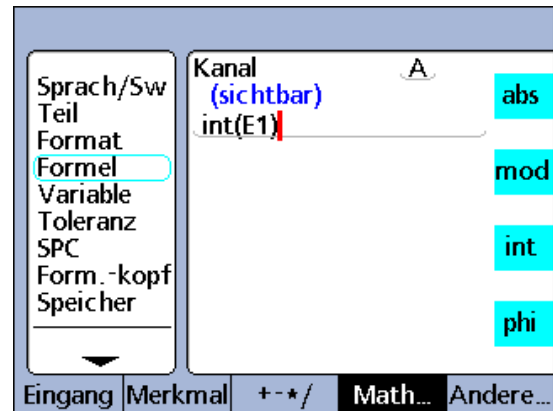 Sprach/Sw
Teil
Format
Formel
Variable
Toleranz
SPC
Form.-kopf
Speicher
Kanal A
(sichtbar)
int(E1)
abs
mod
int
phi
Eingang Merkmal +-*/ Math... Andere...